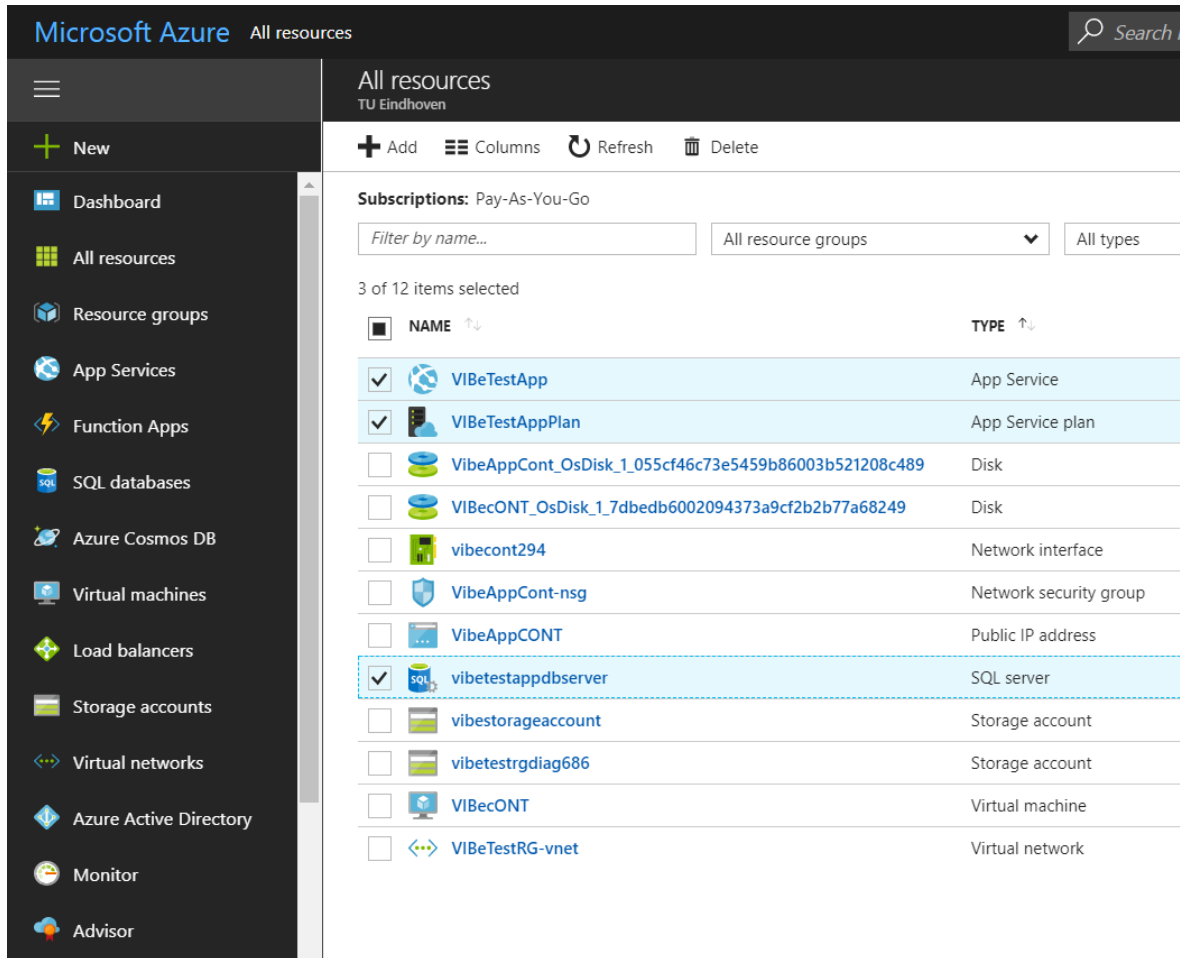 Microsoft Azure All resources
Search
All resources
TU Eindhoven
New
Add Columns Refresh Delete
Dashboard
All resources
Resource groups
App Services
Function Apps
SQL databases
Azure Cosmos DB
Virtual machines
Load balancers
Storage accounts
Virtual networks
Azure Active Directory
Monitor
Advisor
Subscriptions: Pay-As-You-Go
Filter by name... All resource groups All types
3 of 12 items selected
NAME TYPE
VIBeTestApp App Service
VIBeTestAppPlan App Service plan
VibeAppCont_OsDisk_1_055cf46c73e5459b86003b521208c489 Disk
VIBecONT_OsDisk_1_7dbedb6002094373a9cf2b2b77a68249 Disk
vibecont294 Network interface
VibeAppCont-nsg Network security group
VibeAppCONT Public IP address
SQL vibetestappdbserver SQL server
vibestorageaccount Storage account
vibetestrgdiag686 Storage account
VIBecONT Virtual machine
VIBeTestRG-vnet Virtual network